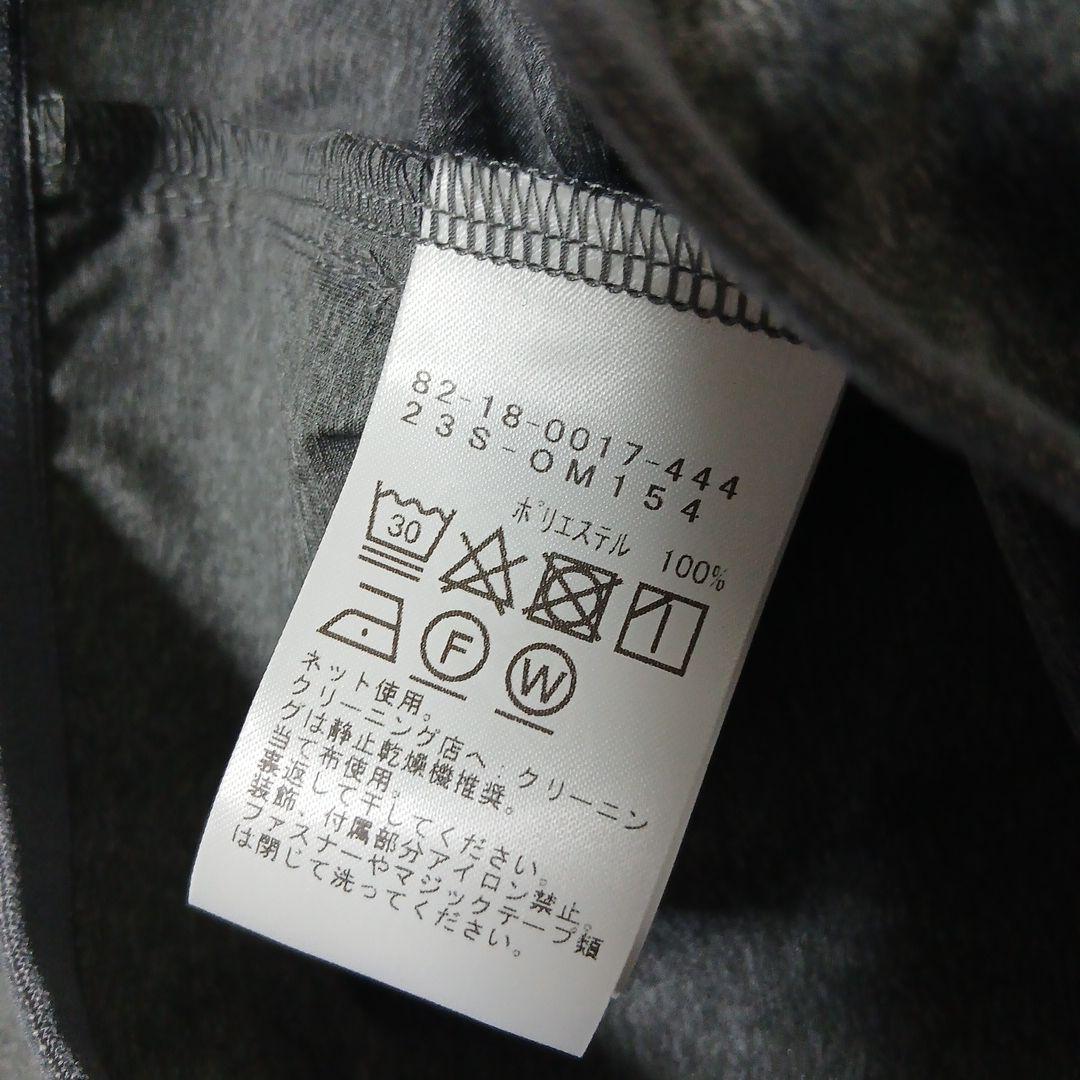 82-18-0017-444
23S-OM154
ポリエステル 100%
30
F
W
ネット使用。
クリーニング店へ:クリーニン
グは静止乾燥機推奨。
当て布使用。
裏返して干してください。
装飾、付属部分アイロン禁止。
ファスナーやマジックテープ類
は閉じて洗ってください。